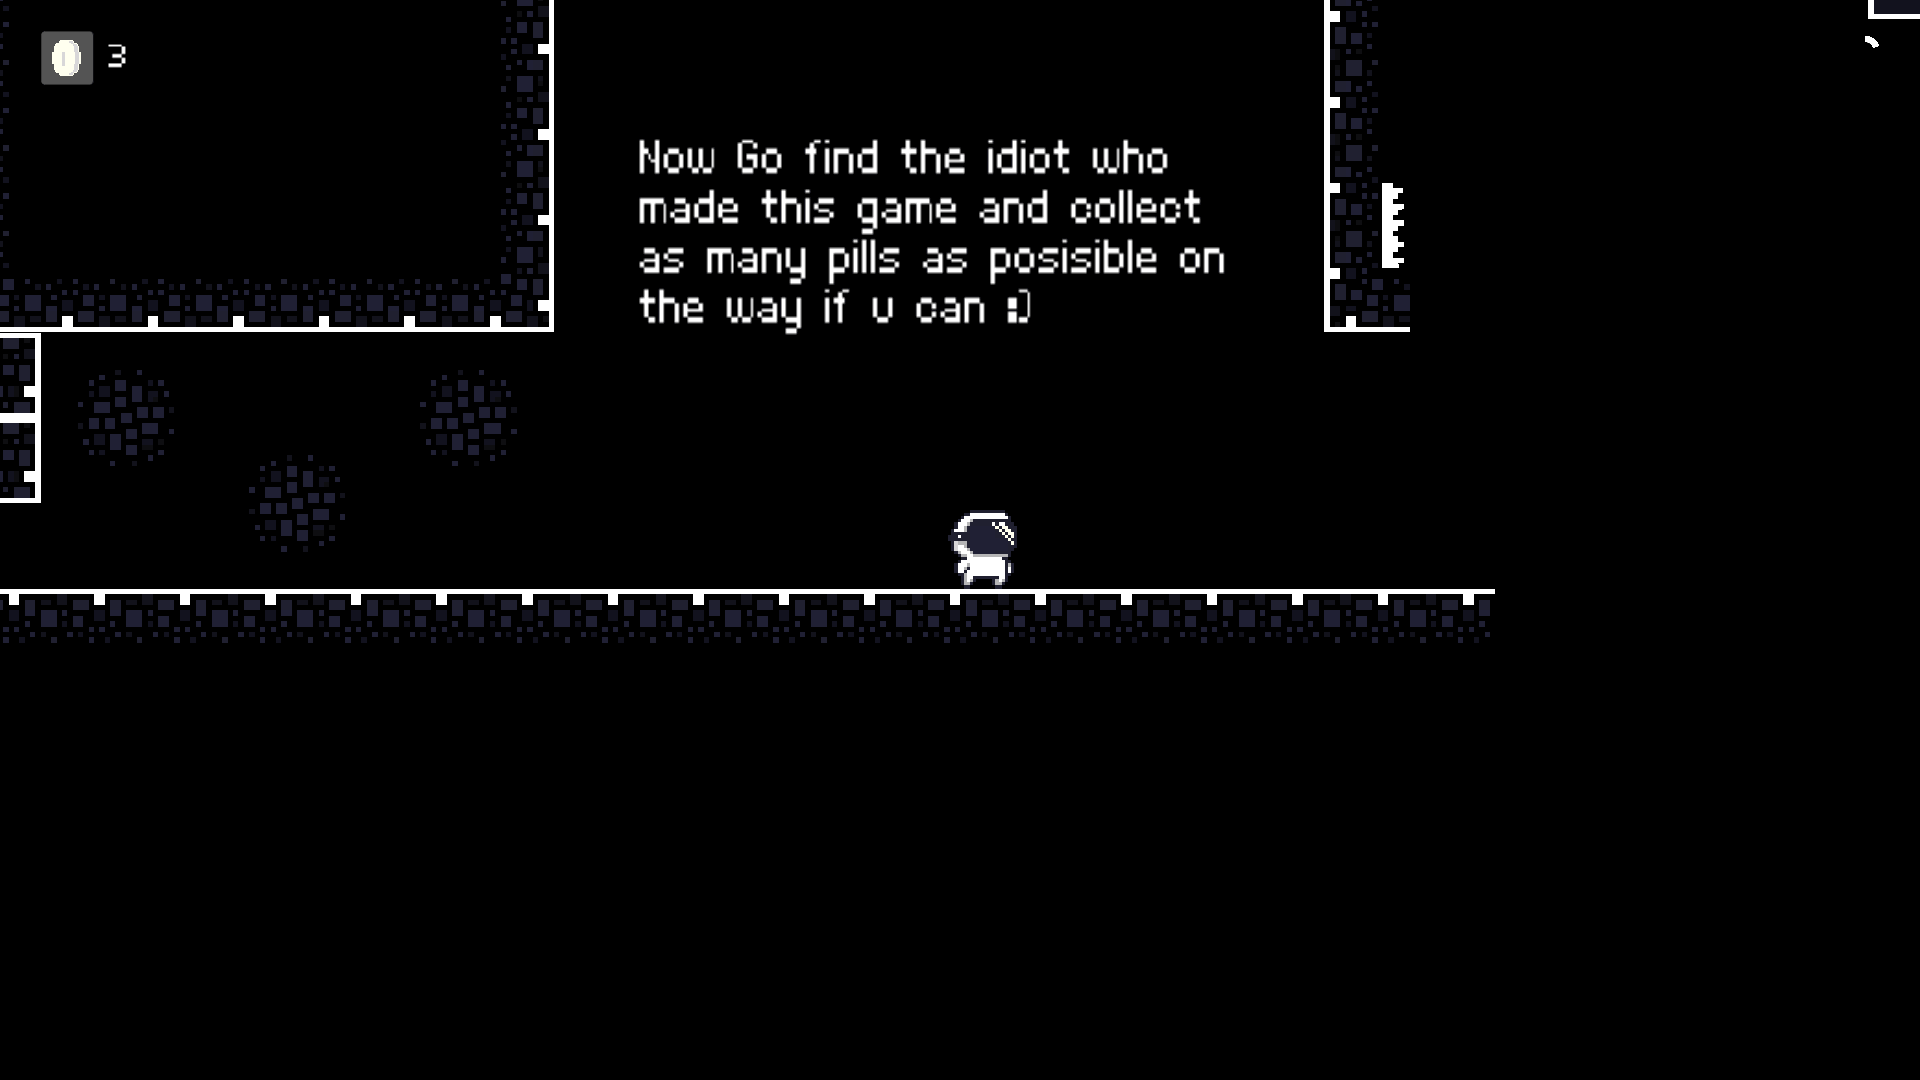 3
Now Go find the idiot who
made this game and collect
as many pills as posisible on
the way if u can :)